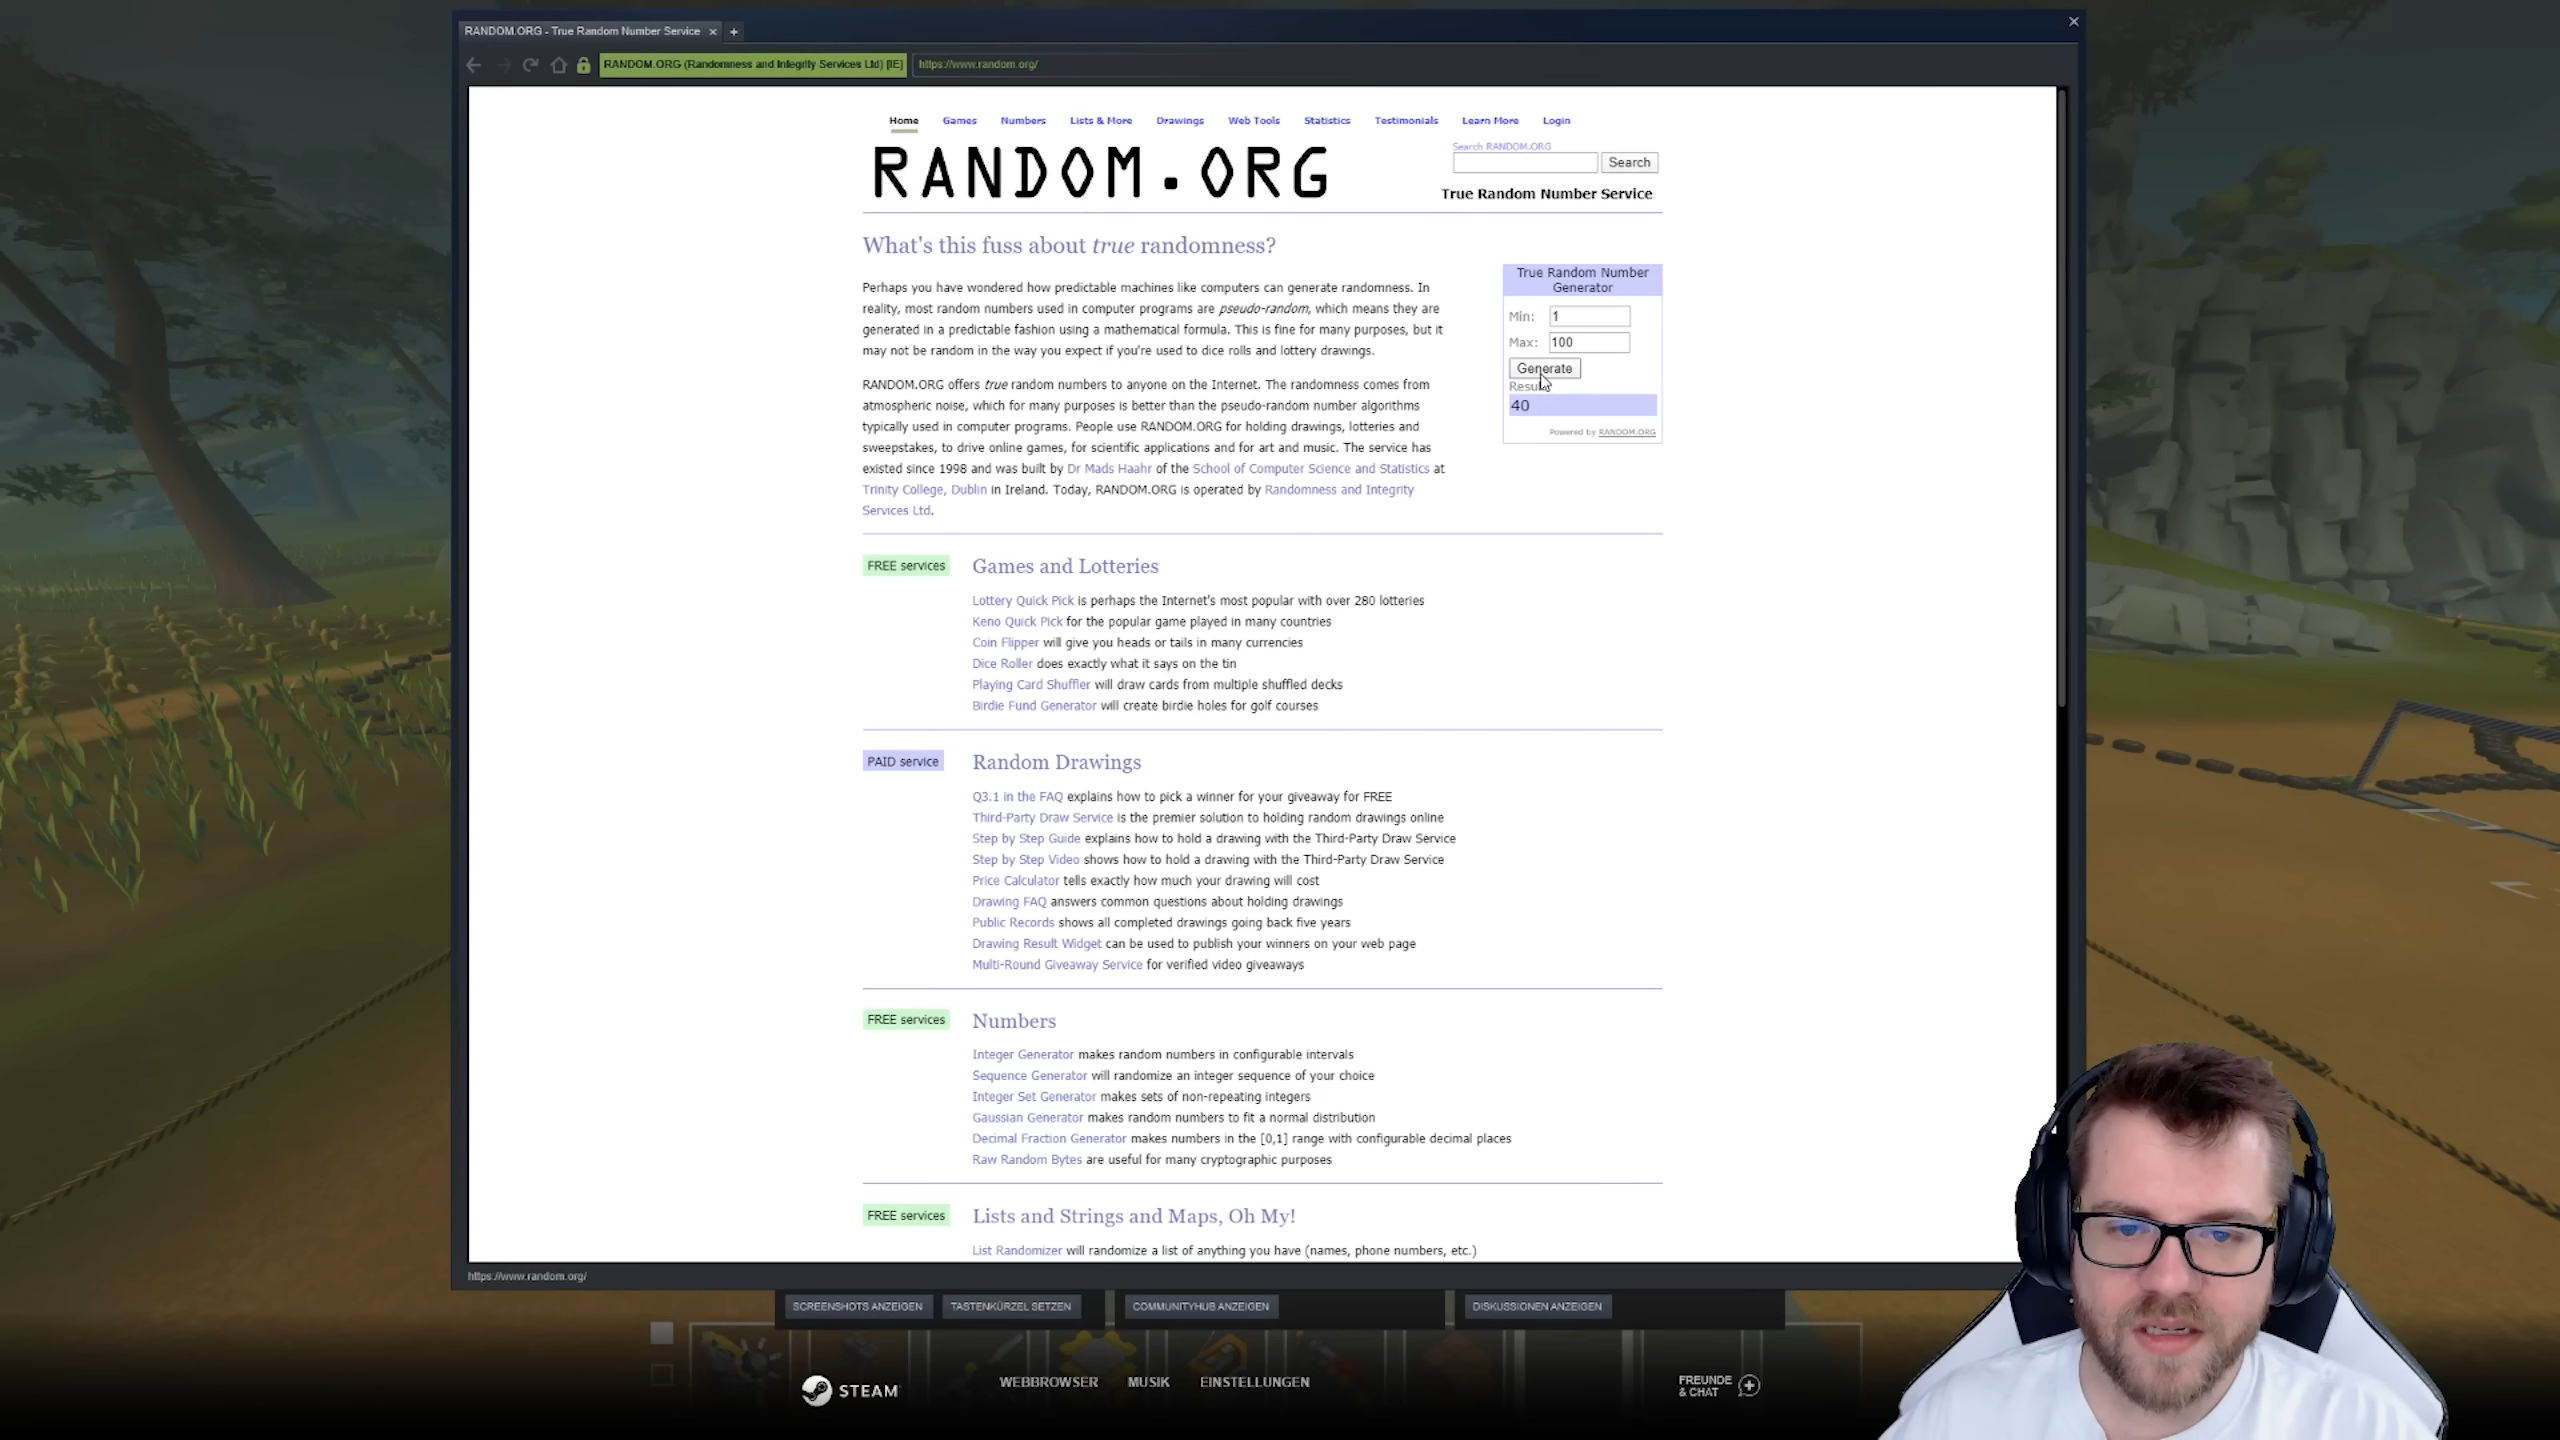 RANDOM.ORG - True Random Number Service
RANDOM.ORG (Randomness and Integrity Services Ltd) [IE]
https://www.random.org/
Home Games Numbers Lists & More Drawings Web Tools Statistics Testimonials Learn More Login
Search RANDOM.ORG
RANDOM.ORG
Search
True Random Number Service
What's this fuss about true randomness?
Perhaps you have wondered how predictable machines like computers can generate randomness. In
reality, most random numbers used in computer programs are pseudo-random, which means they are
generated in a predictable fashion using a mathematical formula. This is fine for many purposes, but it
may not be random in the way you expect if you're used to dice rolls and lottery drawings.
RANDOM.ORG offers true random numbers to anyone on the Internet. The randomness comes from
atmospheric noise, which for many purposes is better than the pseudo-random number algorithms
typically used in computer programs. People use RANDOM.ORG for holding drawings, lotteries and
sweepstakes, to drive online games, for scientific applications and for art and music. The service has
existed since 1998 and was built by Dr Mads Haahr of the School of Computer Science and Statistics at
Trinity College, Dublin in Ireland. Today, RANDOM.ORG is operated by Randomness and Integrity
Services Ltd.
True Random Number
Generator
Min: 1
Max: 100
Generate
40
Powered by RANDOM.ORG
FREE services
Games and Lotteries
Lottery Quick Pick is perhaps the Internet's most popular with over 280 lotteries
Keno Quick Pick for the popular game played in many countries
Coin Flipper will give you heads or tails in many currencies
Dice Roller does exactly what it says on the tin
Playing Card Shuffler will draw cards from multiple shuffled decks
Birdie Fund Generator will create birdie holes for golf courses
PAID service
Random Drawings
Q3.1 in the FAQ explains how to pick a winner for your giveaway for FREE
Third-Party Draw Service is the premier solution to holding random drawings online
Step by Step Guide explains how to hold a drawing with the Third-Party Draw Service
Step by Step Video shows how to hold a drawing with the Third-Party Draw Service
Price Calculator tells exactly how much your drawing will cost
Drawing FAQ answers common questions about holding drawings
Public Records shows all completed drawings going back five years
Drawing Result Widget can be used to publish your winners on your web page
Multi-Round Giveaway Service for verified video giveaways
FREE services
Numbers
Integer Generator makes random numbers in configurable intervals
Sequence Generator will randomize an integer sequence of your choice
Integer Set Generator makes sets of non-repeating integers
Gaussian Generator makes random numbers to fit a normal distribution
Decimal Fraction Generator makes numbers in the [0,1] range with configurable decimal places
Raw Random Bytes are useful for many cryptographic purposes
FREE services
Lists and Strings and Maps, Oh My!
List Randomizer will randomize a list of anything you have (names, phone numbers, etc.)
https://www.random.org/
SCREENSHOTS ANZEIGEN TASTENKÜRZEL SETZEN COMMUNITYHUB ANZEIGEN DISKUSSIONEN ANZEIGEN
STEAM WEBBROWSER MUSIK EINSTELLUNGEN
FREUNDE
& CHAT